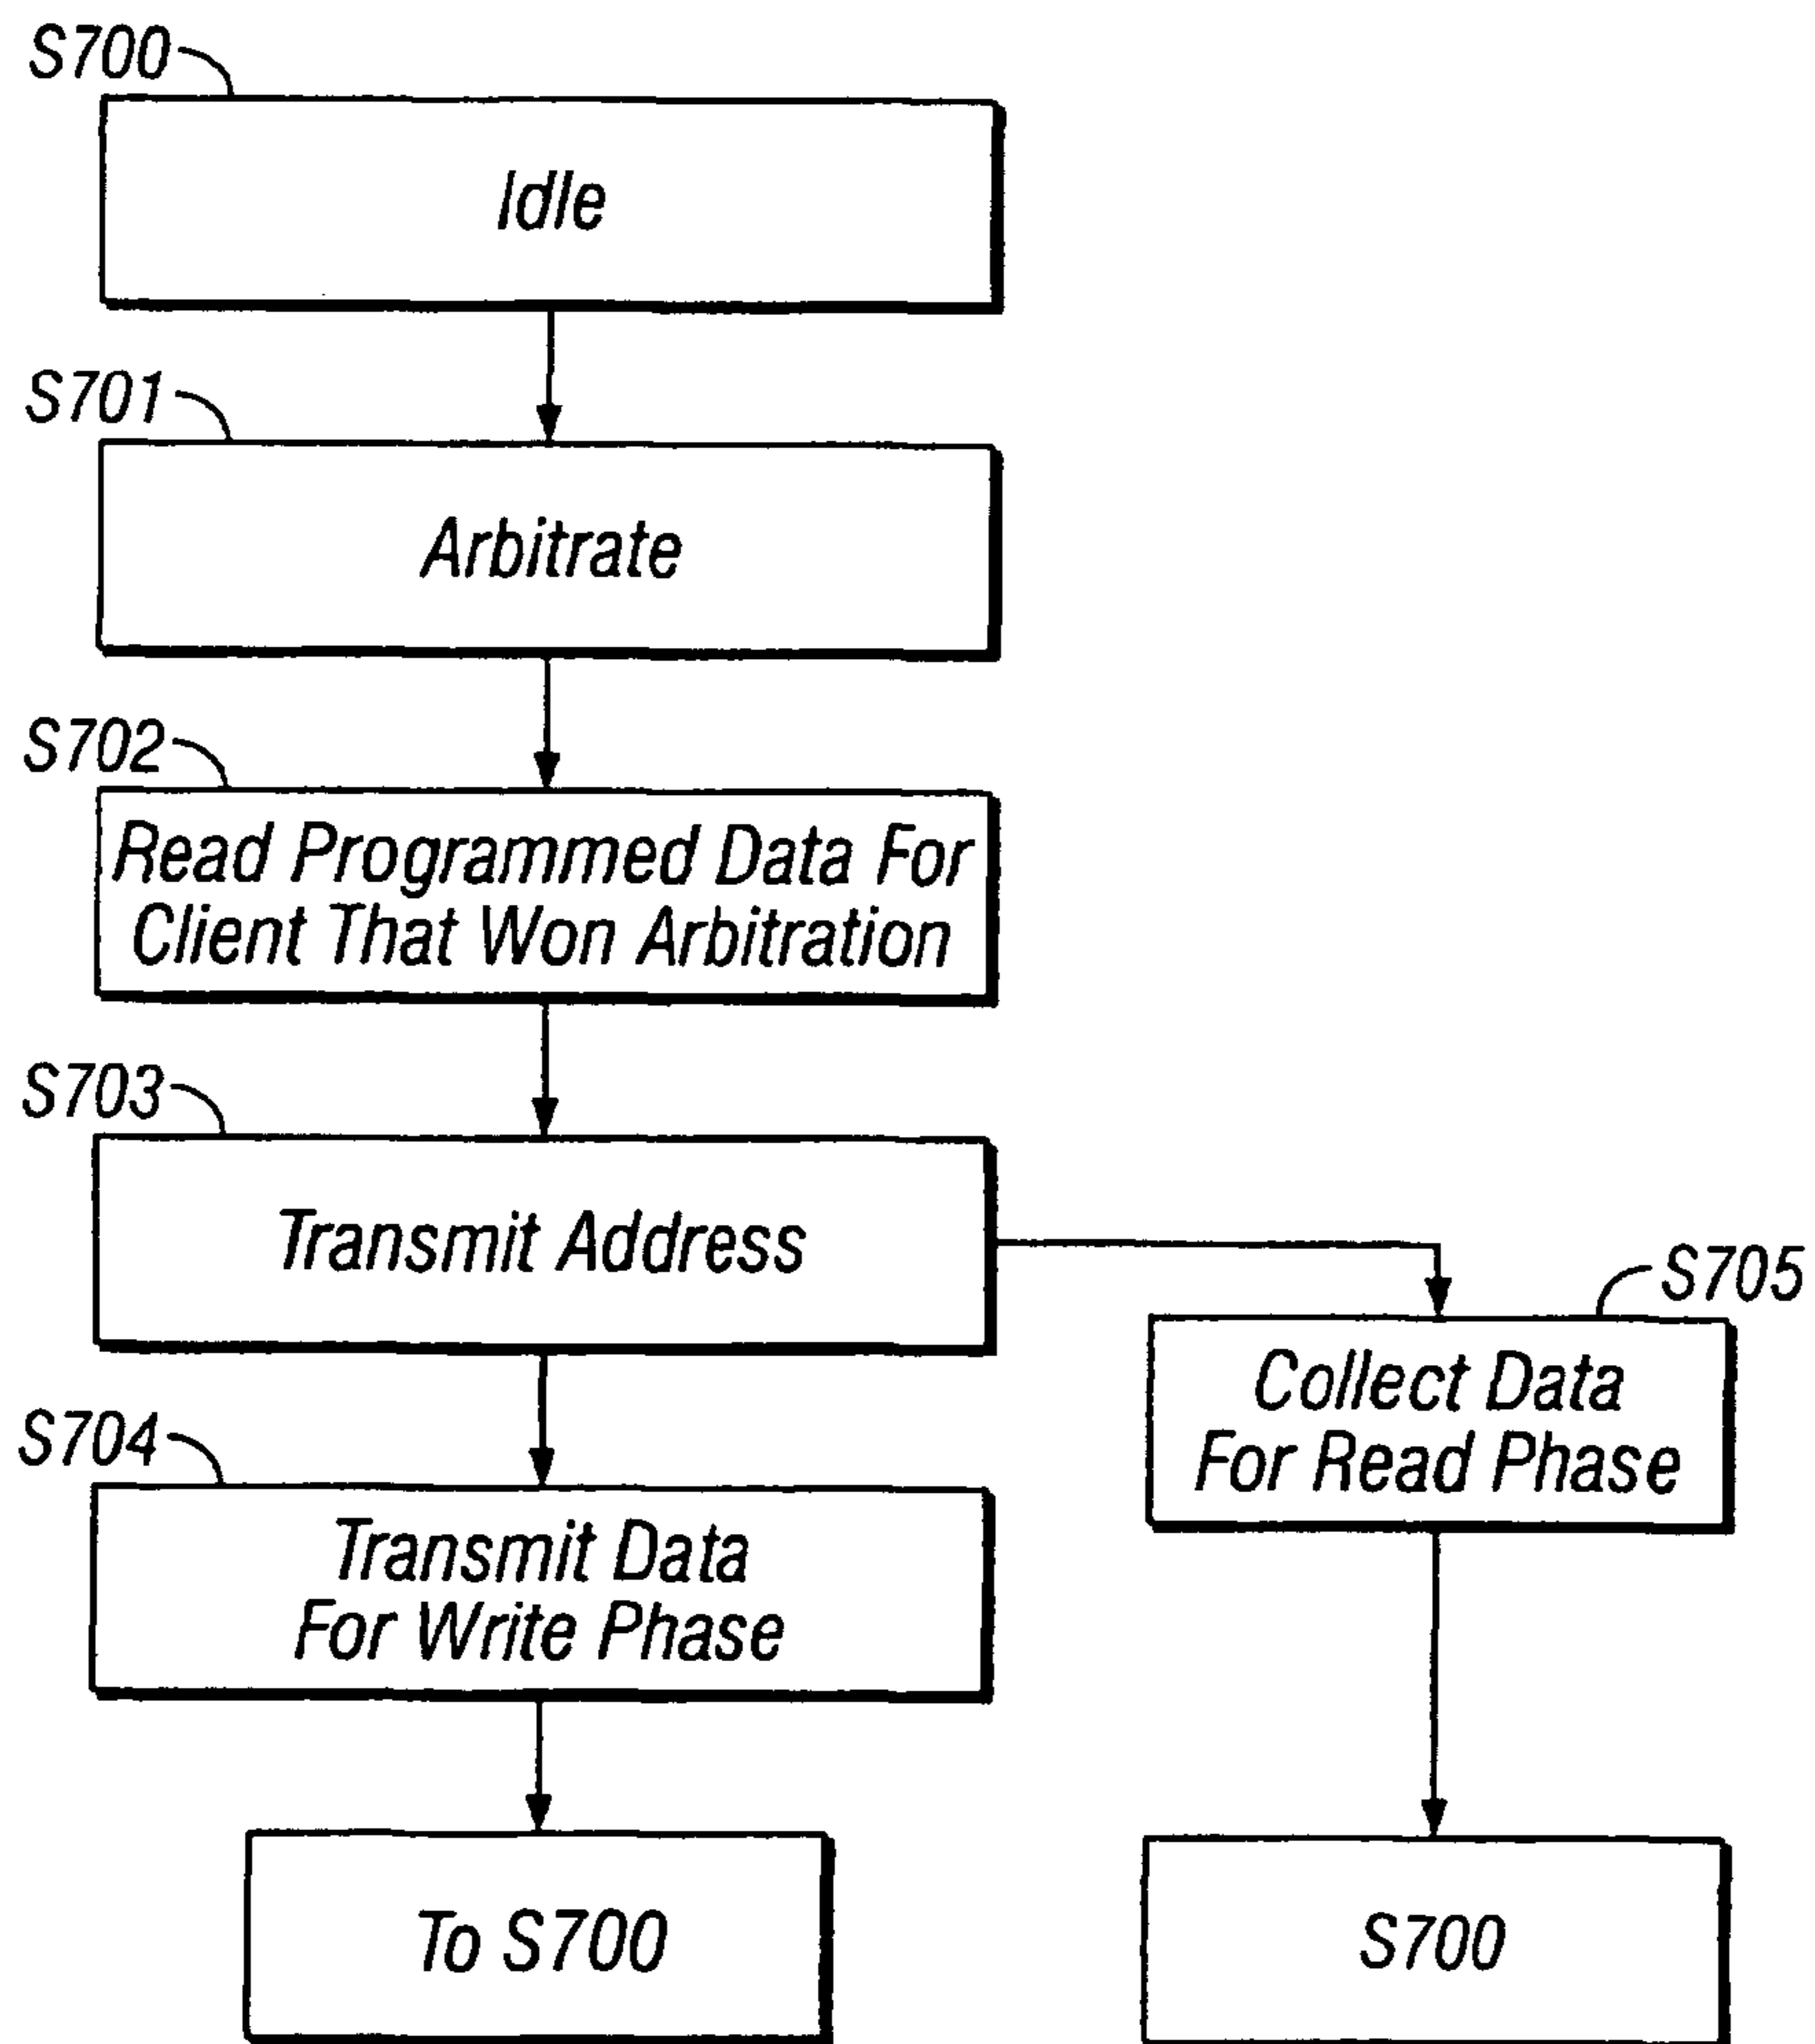 S700
Idle
S701
Arbitrate
S702
Read Programmed Data For
Client That Won Arbitration
S703
Transmit Address
S705
Collect Data
For Read Phase
S704
Transmit Data
For Write Phase
To S700
S700